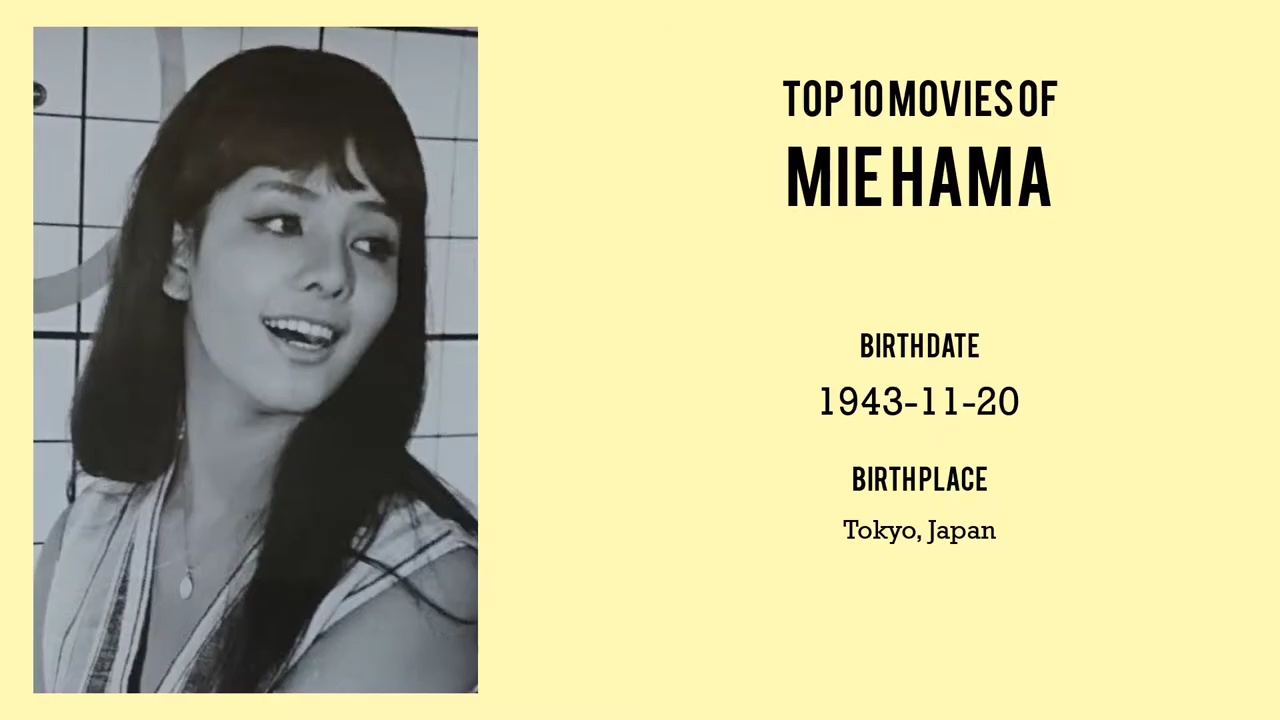 TOP 10 MOVIES OF
MIE HAMA
BIRTHDATE
1943-11-20
BIRTHPLACE
Tokyo, Japan